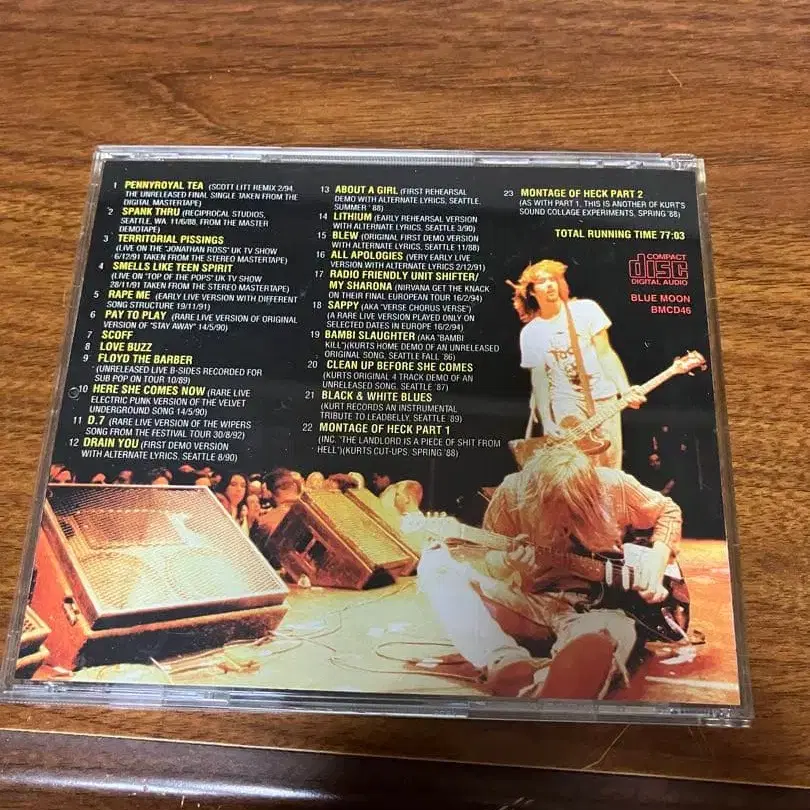 1 PENNYROYAL TEA (SCOTT LITT REMIX 2/94,
THE UNRELEASED FINAL SINGLE TAKEN FROM THE
DIGITAL MASTERTAPE)
2 SPANK THRU (RECIPROCAL STUDIOS,
SEATTLE, WA. 11/6/88, FROM THE MASTER
DEMOTAPE)
3 TERRITORIAL PISSINGS
(LIVE ON THE "JONATHAN ROSS" UK TV SHOW
6/12/91 TAKEN FROM THE STEREO MASTERTAPE)
4 SMELLS LIKE TEEN SPIRIT
(LIVE ON "TOP OF THE POPS" UK TV SHOW
28/11/91 TAKEN FROM THE STEREO MASTERTAPE)
5 RAPE ME (EARLY LIVE VERSION WITH DIFFERENT
SONG STRUCTURE 19/11/91)
6 PAY TO PLAY (RARE LIVE VERSION OF ORIGINAL
VERSION OF "STAY AWAY" 14/5/90)
7 SCOFF
8 LOVE BUZZ
9 FLOYD THE BARBER
(UNRELEASED LIVE B-SIDES RECORDED FOR
SUB POP ON TOUR 10/89)
10 HERE SHE COMES NOW (RARE LIVE
ELECTRIC PUNK VERSION OF THE VELVET
UNDERGROUND SONG 14/5/90)
11 D.7 (RARE LIVE VERSION OF THE WIPERS
SONG FROM THE FESTIVAL TOUR 30/8/92)
12 DRAIN YOU (FIRST DEMO VERSION
WITH ALTERNATE LYRICS, SEATTLE 8/90)
13 ABOUT A GIRL (FIRST REHEARSAL
DEMO WITH ALTERNATE LYRICS, SEATTLE,
SUMMER ' 88)
14 LITHIUM (EARLY REHEARSAL VERSION
WITH ALTERNATE LYRICS, SEATTLE 3/90)
15 BLEW (ORIGINAL FIRST DEMO VERSION
WITH ALTERNATE LYRICS, SEATTLE 11/88)
16 ALL APOLOGIES (VERY EARLY LIVE
VERSION WITH ALTERNATE LYRICS 2/12/91)
17 RADIO FRIENDLY UNIT SHIFTER/
MY SHARONA (NIRVANA GET THE KNACK
ON THEIR FINAL EUROPEAN TOUR 16/2/94)
18 SAPPY (AKA "VERSE CHORUS VERSE")
(A RARE LIVE VERSION PLAYED ONLY ON
SELECTED DATES IN EUROPE 16/2/94)
19 BAMBI SLAUGHTER (AKA "BAMBI
KILL")(KURTS HOME DEMO OF AN UNRELEASED
ORIGINAL SONG, SEATTLE FALL '86)
20 CLEAN UP BEFORE SHE COMES
(KURTS ORIGINAL 4 TRACK DEMO OF AN
UNRELEASED SONG, SEATTLE' 87)
21 BLACK & WHITE BLUES
(KURT RECORDS AN INSTRUMENTAL
TRIBUTE TO LEADBELLY, SEATTLE '89)
22 MONTAGE OF HECK PART 1
(INC. "THE LANDLORD IS A PIECE OF SHIT FROM
HELL")(KURTS CUT-UPS, SPRING '88)
23 MONTAGE OF HECK PART 2
(AS WITH PART 1, THIS IS ANOTHER OF KURT'S
SOUND COLLAGE EXPERIMENTS, SPRING '88)
TOTAL RUNNING TIME 77:03
COMPACT
disc
DIGITAL AUDIO
BLUE MOON
BMCD46